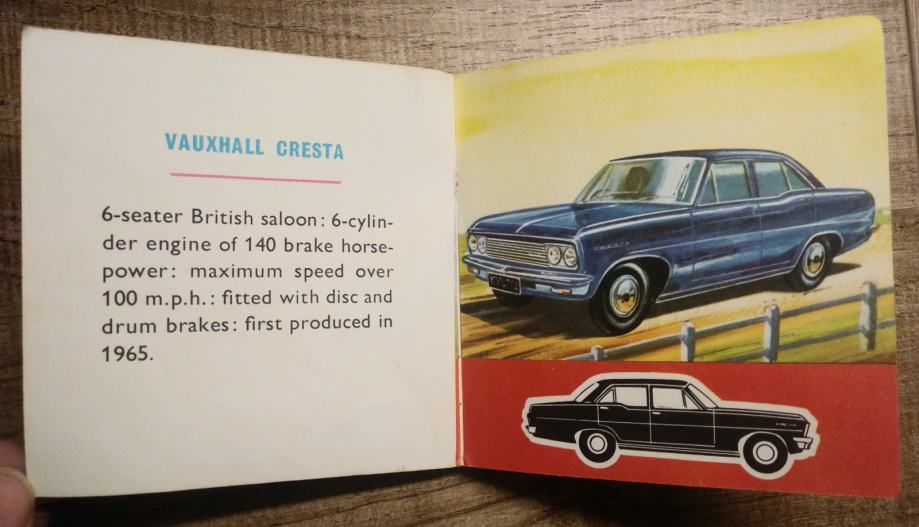 VAUXHALL CRESTA
6-seater British saloon: 6-cylin-
der engine of 140 brake horse-
power: maximum speed over
100 m.p.h.: fitted with disc and
drum brakes: first produced in
1965.